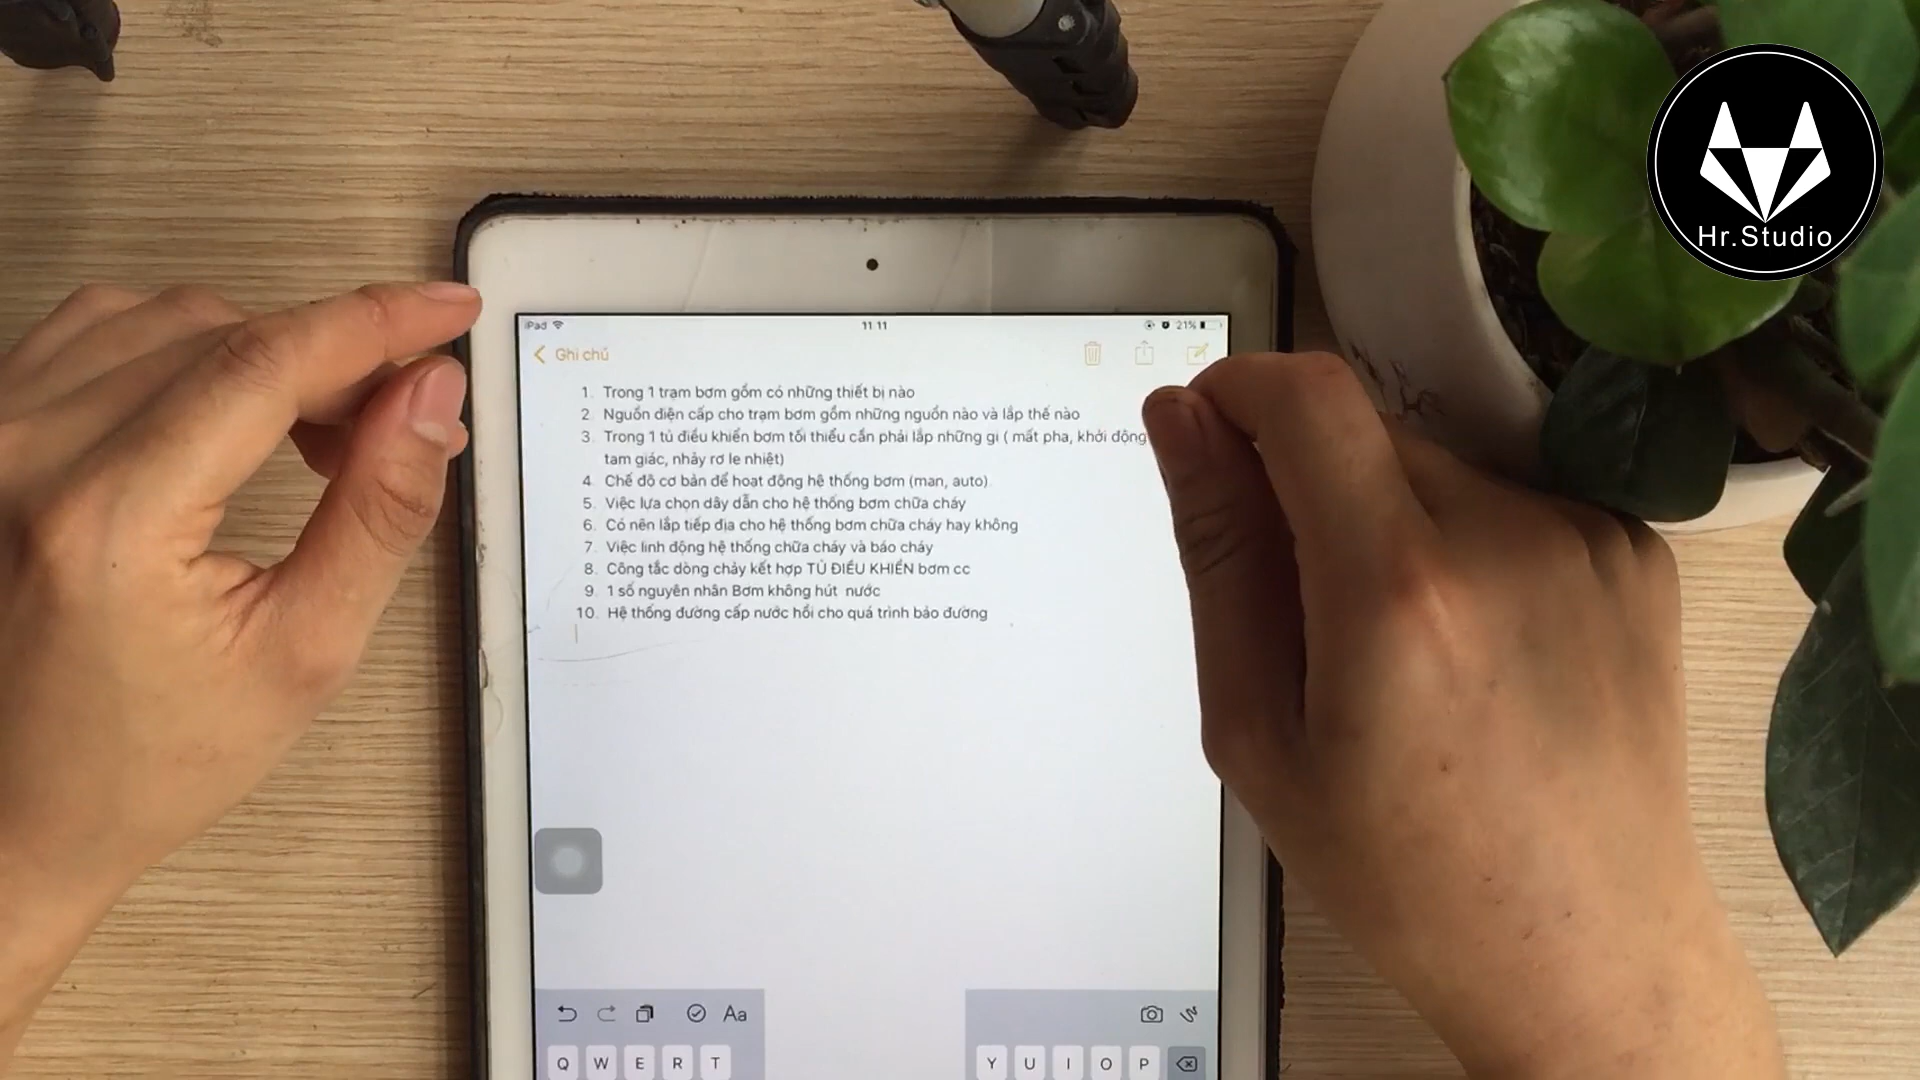 Hr.Studio
iPad
11 11
21%
Ghi chú
1. Trong 1 trạm bơm gồm có những thiết bị nào
2. Nguồn điện cấp cho trạm bơm gồm những nguồn nào và lắp thế nào
3. Trong 1 tủ điều khiển bơm tối thiểu cần phải lắp những gi ( mất pha, khởi động
tam giác, nhảy rơ le nhiệt)
4. Chế độ cơ bản để hoạt động hệ thống bơm (man, auto).
5. Việc lựa chọn dây dẫn cho hệ thống bơm chữa cháy
6. Có nên lắp tiếp địa cho hệ thống bơm chữa cháy hay không
7. Việc linh động hệ thống chữa cháy và báo cháy
8. Công tắc dòng chảy kết hợp TỦ ĐIỀU KHIỂN bơm cc
9. 1 số nguyên nhân Bơm không hút nước
10. Hệ thống đường cấp nước hồi cho quá trình bảo đường
Aa
Q W E R T
Y U I O P